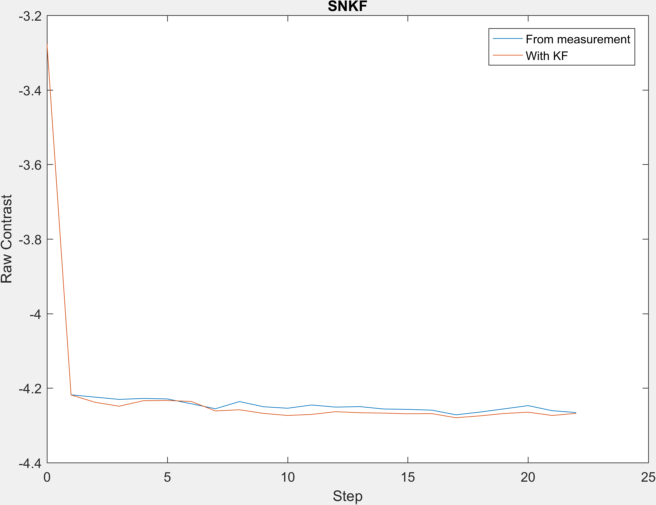 SNKF
From measurement
With KF
Raw Contrast
-3.2
-3.4
-3.6
-3.8
-4
-4.2
-4.4
0
5
10
15
20
25
Step